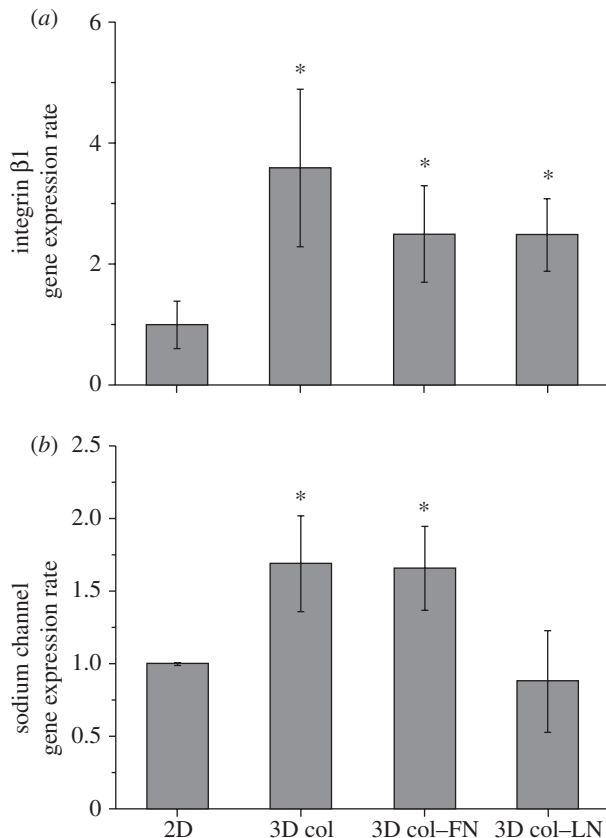 (a)
6
4
2
0
integrin β1
gene expression rate
*
*
*
(b)
2.5
2.0
1.5
1.0
0.5
0
sodium channel
gene expression rate
*
*
2D 3D col 3D col–FN 3D col–LN